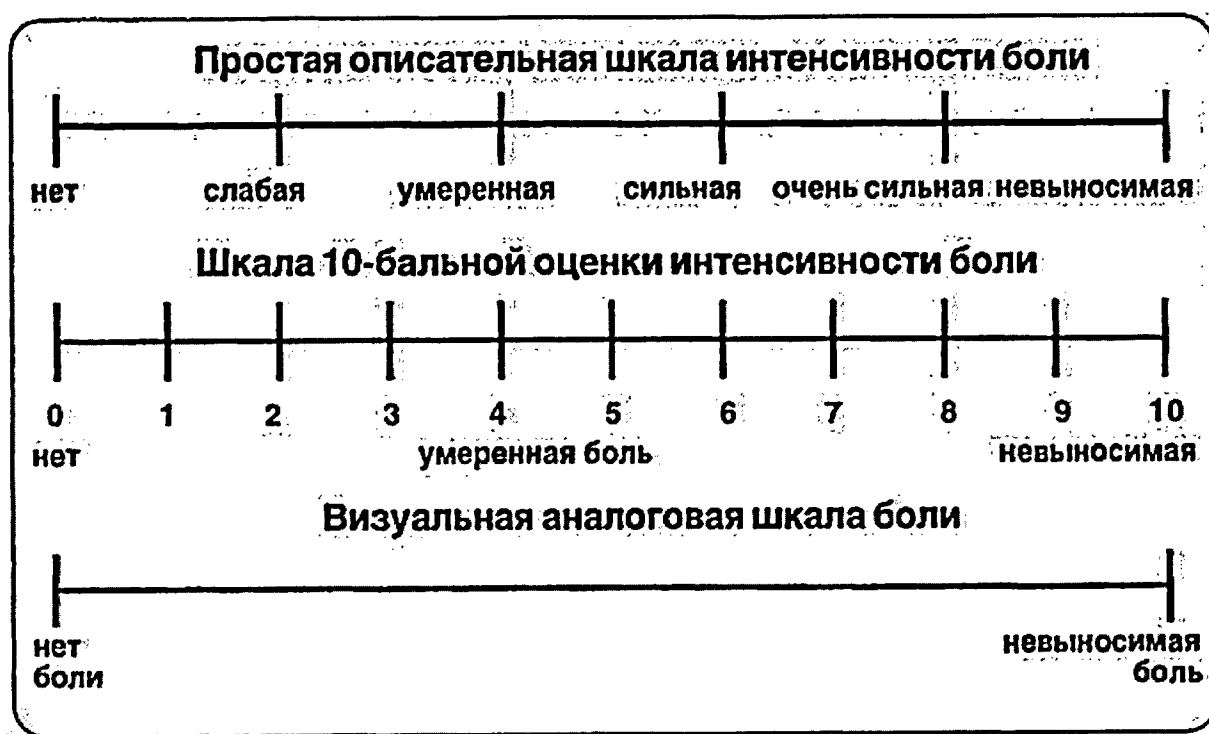 Простая описательная шкала интенсивности боли
нет слабая умеренная сильная очень сильная невыносимая
Шкала 10-бальной оценки интенсивности боли
0 1 2 3 4 5 6 7 8 9 10
нет умеренная боль невыносимая
Визуальная аналоговая шкала боли
нет невыносимая
боли боль